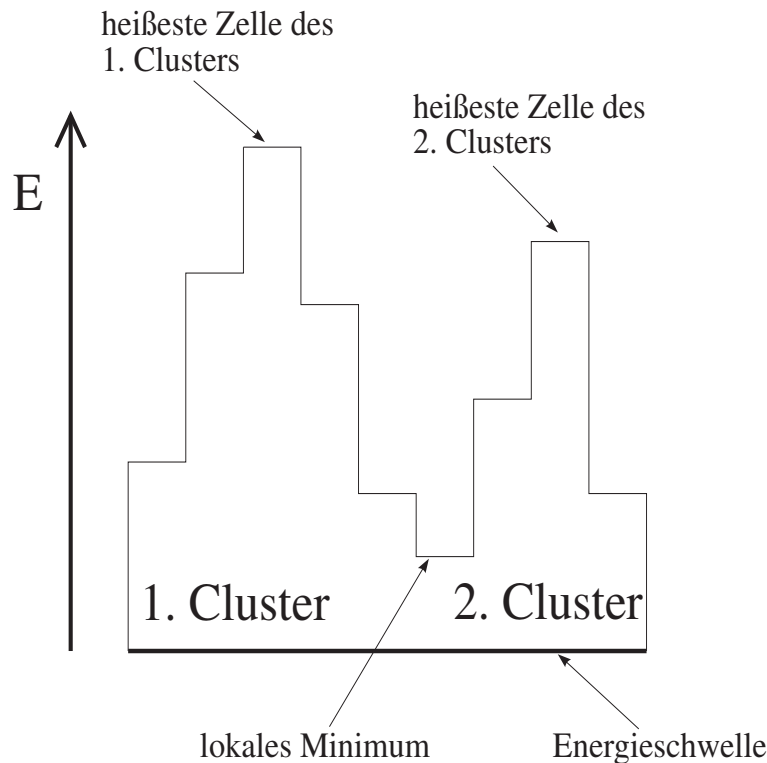 heißeste Zelle des
1. Clusters
heißeste Zelle des
2. Clusters
E
1. Cluster
2. Cluster
lokales Minimum
Energieschwelle